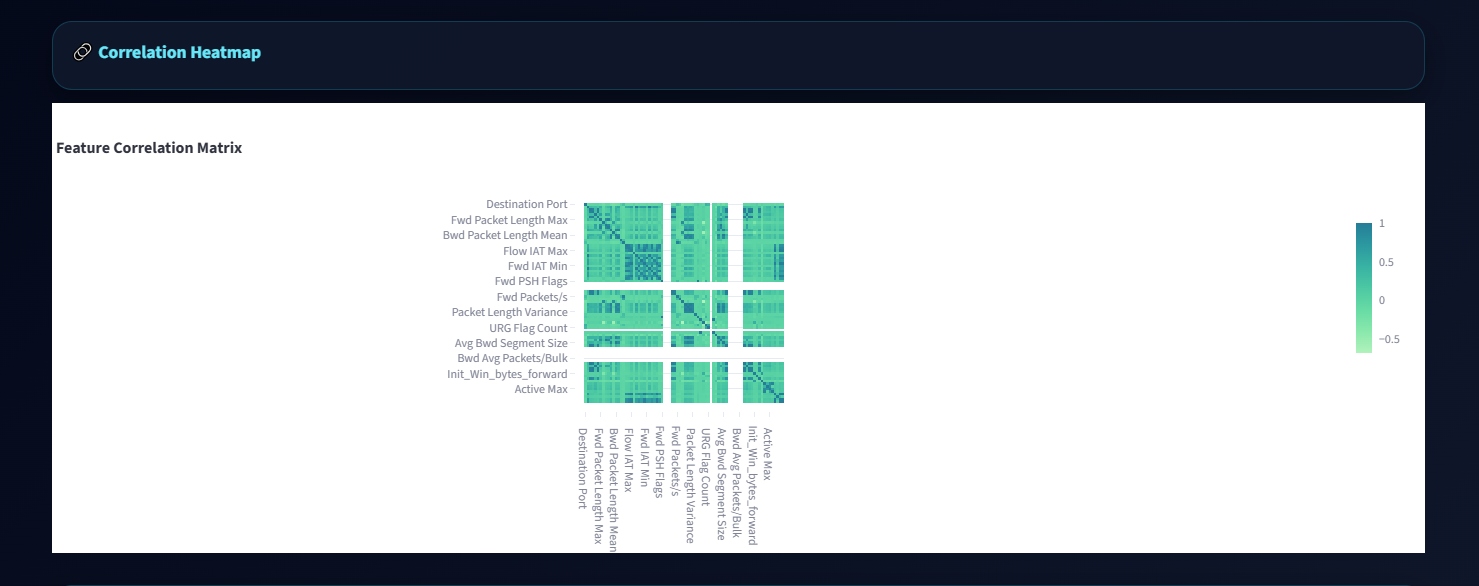 Correlation Heatmap
Feature Correlation Matrix
Destination Port
Fwd Packet Length Max
Bwd Packet Length Mean
Flow IAT Max
Fwd IAT Min
Fwd PSH Flags
Fwd Packets/s
Packet Length Variance
URG Flag Count
Avg Bwd Segment Size
Bwd Avg Packets/Bulk
Init_Win_bytes_forward
Active Max
1
0.5
0
−0.5
Destination Port
Fwd Packet Length Max
Bwd Packet Length Mean
Flow IAT Max
Fwd IAT Min
Fwd PSH Flags
Fwd Packets/s
Packet Length Variance
URG Flag Count
Avg Bwd Segment Size
Bwd Avg Packets/Bulk
Init_Win_bytes_forward
Active Max